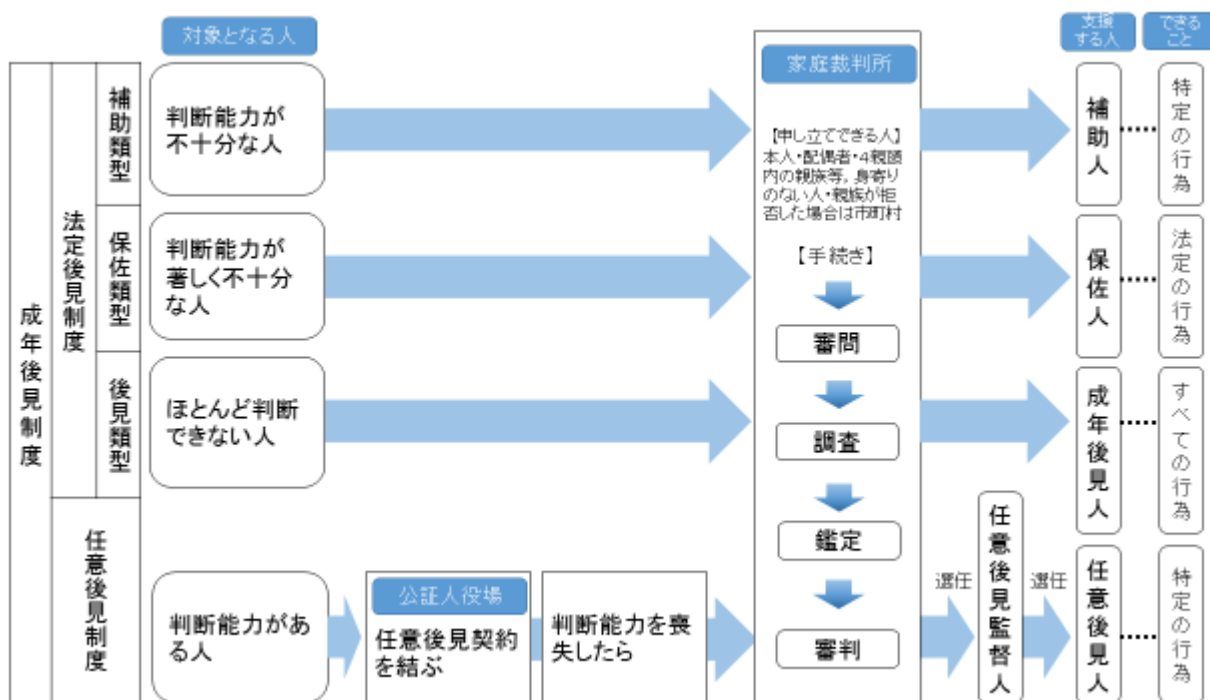 対象となる人
家庭裁判所
支援
する人
できる
こと
成年後見制度
法定後見制度
補助類型
判断能力が
不十分な人
【申し立てできる人】
本人・配偶者・4親頭
内の親族等，身寄り
のない人・親族が拒
否した場合は市町村
【手続き】
審問
調査
鑑定
審判
補助人
特定の行為
保佐類型
判断能力が
著しく不十分
な人
保佐人
法定の行為
後見類型
ほとんど判断
できない人
成年後見人
すべての行為
任意後見制度
判断能力があ
る人
公証人役場
任意後見契約
を結ぶ
判断能力を喪
失したら
選任
任意後見監督人
選任
任意後見人
特定の行為